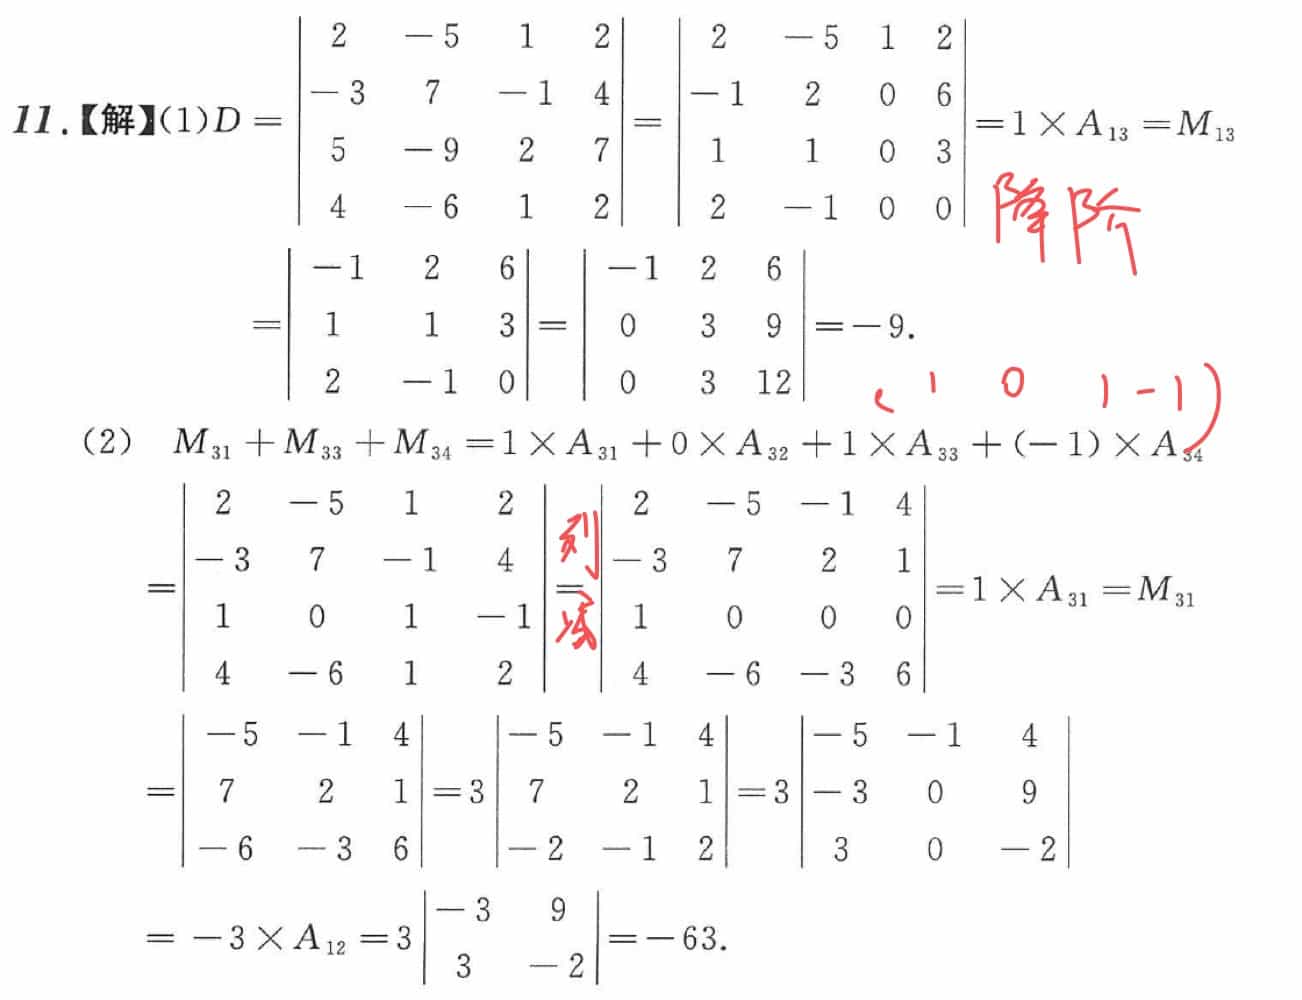 11.【解】(1)D = | 2 −5 1 2 | = | 2 −5 1 2 | = 1 × A₁₃ = M₁₃
| −3 7 −1 4 | | −1 2 0 6 |
| 5 −9 2 7 | | 1 1 0 3 |
| 4 −6 1 2 | | 2 −1 0 0 |
降阶
= | −1 2 6 | = | −1 2 6 | = −9.
| 1 1 3 | | 0 3 9 |
| 2 −1 0 | | 0 3 12 |
( 1 0 1 -1 )
(2) M₃₁ + M₃₃ + M₃₄ = 1 × A₃₁ + 0 × A₃₂ + 1 × A₃₃ + (−1) × A₃₄
= | 2 −5 1 2 | = | 2 −5 −1 4 | = 1 × A₃₁ = M₃₁
| −3 7 −1 4 | | −3 7 2 1 |
| 1 0 1 −1 | | 1 0 0 0 |
| 4 −6 1 2 | | 4 −6 −3 6 |
列
减
= | −5 −1 4 | = 3 | −5 −1 4 | = 3 | −5 −1 4 |
| 7 2 1 | | 7 2 1 | | −3 0 9 |
| −6 −3 6 | | −2 −1 2 | | 3 0 −2 |
= −3 × A₁₂ = 3 | −3 9 | = −63.
| 3 −2 |